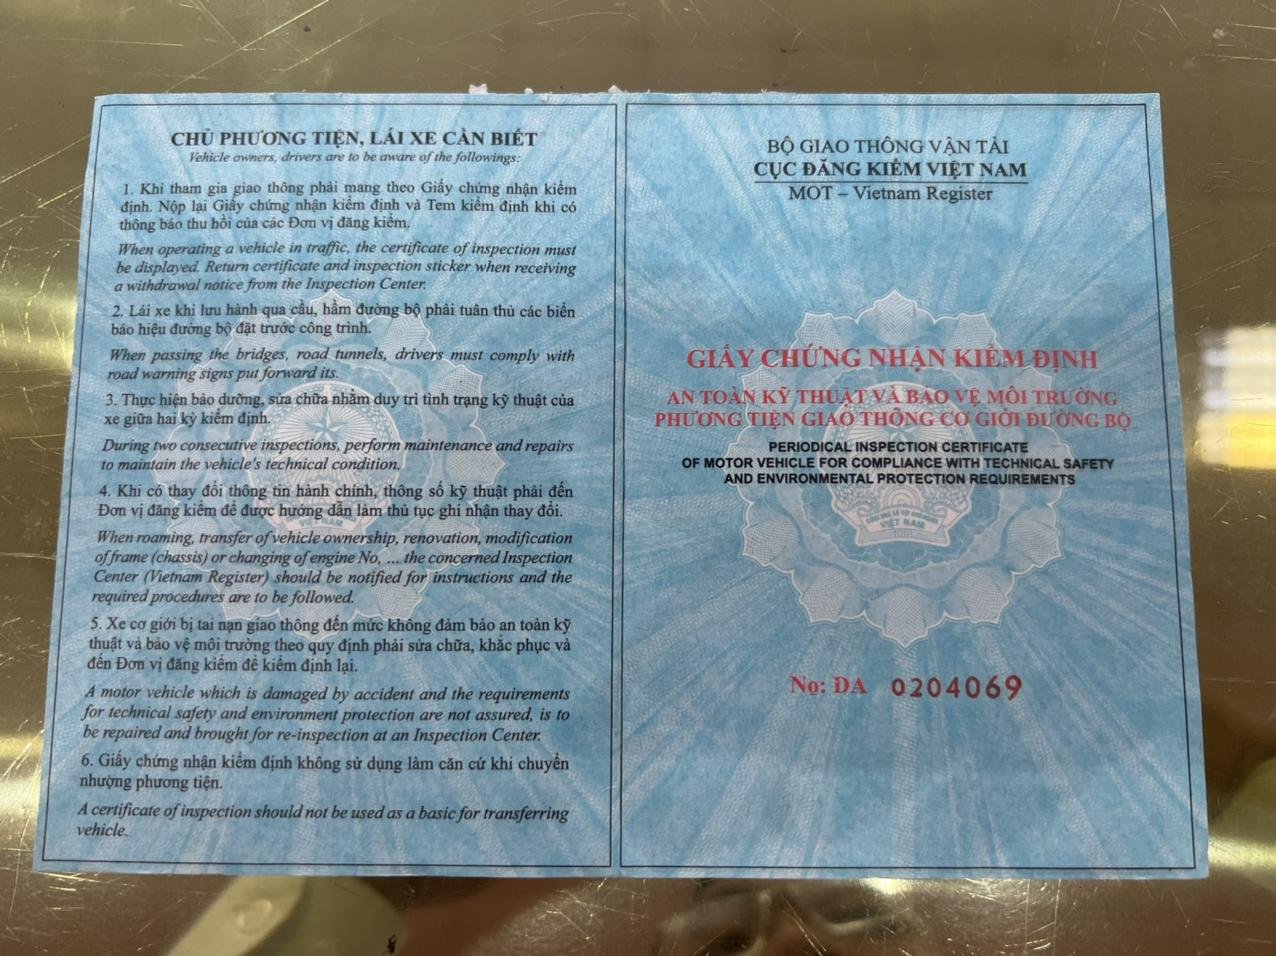 CHỦ PHƯƠNG TIỆN, LÁI XE CẦN BIẾT
Vehicle owners, drivers are to be aware of the followings:
1. Khi tham gia giao thông phải mang theo Giấy chứng nhận kiểm
định. Nộp lại Giấy chứng nhận kiểm định và Tem kiểm định khi có
thông báo thu hồi của các Đơn vị đăng kiểm.
When operating a vehicle in traffic, the certificate of inspection must
be displayed. Return certificate and inspection sticker when receiving
a withdrawal notice from the Inspection Center.
2. Lái xe khi lưu hành qua cầu, hầm đường bộ phải tuân thủ các biển
báo hiệu đường bộ đặt trước công trình.
When passing the bridges, road tunnels, drivers must comply with
road warning signs put forward its.
3. Thực hiện bảo dưỡng, sửa chữa nhằm duy trì tình trạng kỹ thuật của
xe giữa hai kỳ kiểm định.
During two consecutive inspections, perform maintenance and repairs
to maintain the vehicle's technical condition.
4. Khi có thay đổi thông tin hành chính, thông số kỹ thuật phải đến
Đơn vị đăng kiểm để được hướng dẫn làm thủ tục ghi nhận thay đổi.
When roaming, transfer of vehicle ownership, renovation, modification
of frame (chassis) or changing of engine No, ... the concerned Inspection
Center (Vietnam Register) should be notified for instructions and the
required procedures are to be followed.
5. Xe cơ giới bị tai nạn giao thông đến mức không đảm bảo an toàn kỹ
thuật và bảo vệ môi trường theo quy định phải sửa chữa, khắc phục và
đến Đơn vị đăng kiểm để kiểm định lại.
A motor vehicle which is damaged by accident and the requirements
for technical safety and environment protection are not assured, is to
be repaired and brought for re-inspection at an Inspection Center.
6. Giấy chứng nhận kiểm định không sử dụng làm căn cứ khi chuyển
nhượng phương tiện.
A certificate of inspection should not be used as a basic for transferring
vehicle.
VIỆT NAM
BỘ GIAO THÔNG VẬN TẢI
CỤC ĐĂNG KIỂM VIỆT NAM
MOT – Vietnam Register
GIẤY CHỨNG NHẬN KIỂM ĐỊNH
AN TOÀN KỸ THUẬT VÀ BẢO VỆ MÔI TRƯỜNG
PHƯƠNG TIỆN GIAO THÔNG CƠ GIỚI ĐƯỜNG BỘ
PERIODICAL INSPECTION CERTIFICATE
OF MOTOR VEHICLE FOR COMPLIANCE WITH TECHNICAL SAFETY
AND ENVIRONMENTAL PROTECTION REQUIREMENTS
VIỆT NAM
No: DA 0204069